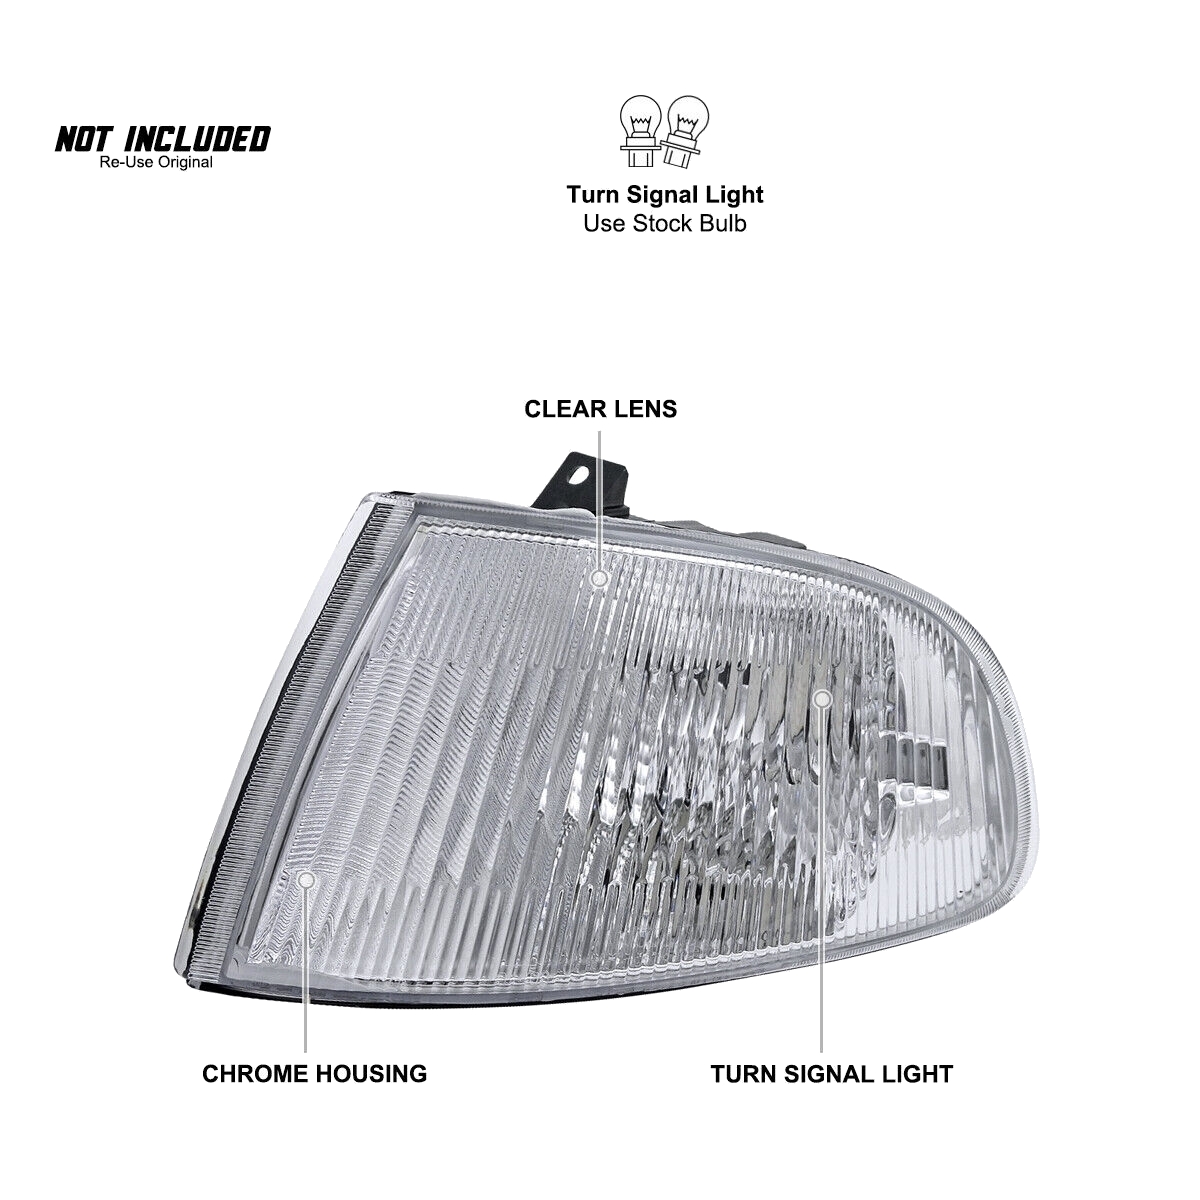 NOT INCLUDED
Re-Use Original
Turn Signal Light
Use Stock Bulb
CLEAR LENS
CHROME HOUSING
TURN SIGNAL LIGHT